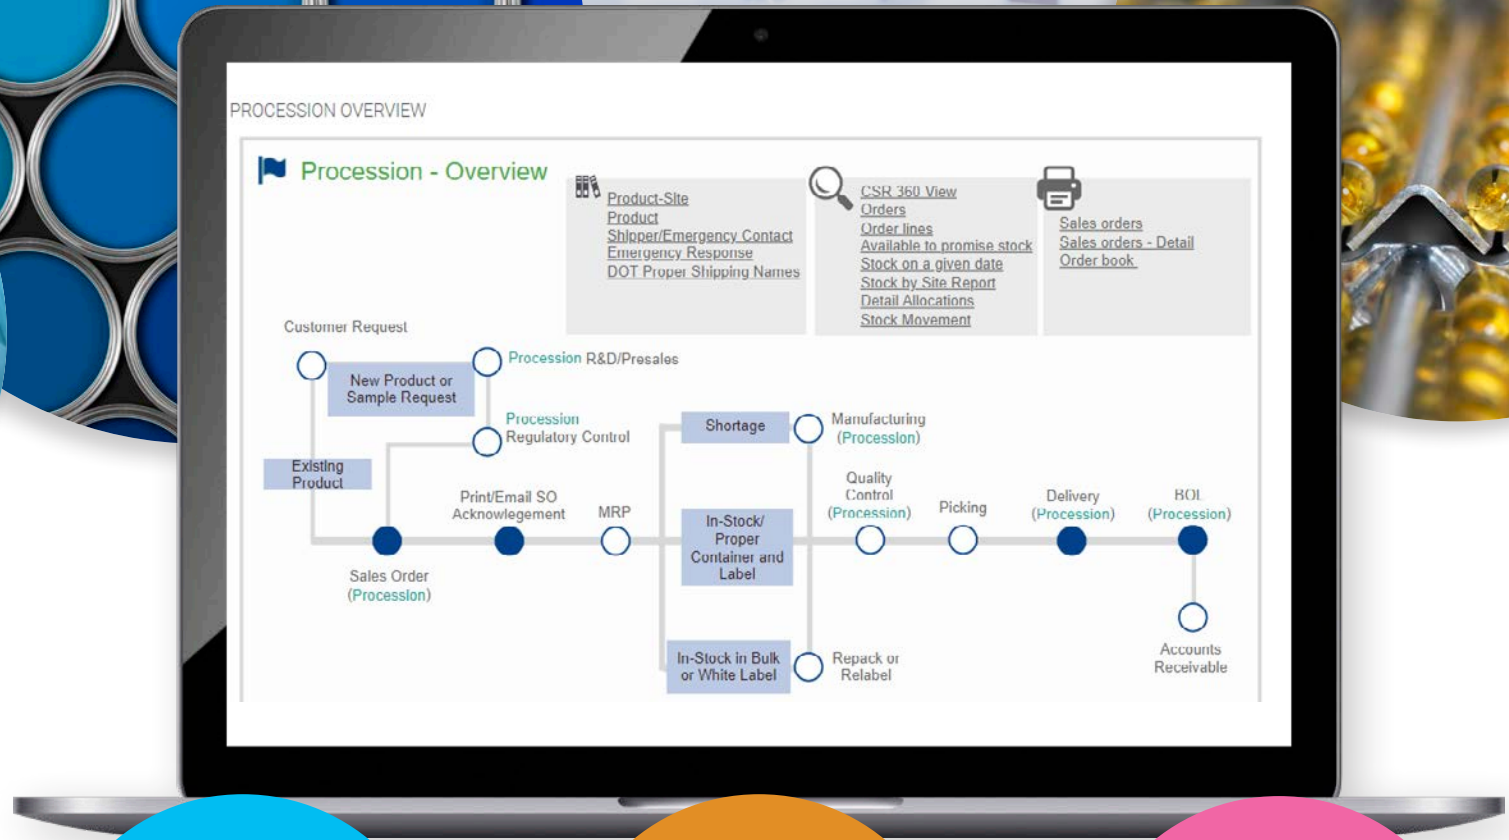 PROCESSION OVERVIEW
Procession - Overview
Product-Site
Product
Shipper/Emergency Contact
Emergency Response
DOT Proper Shipping Names
CSR 360 View
Orders
Order lines
Available to promise stock
Stock on a given date
Stock by Site Report
Detail Allocations
Stock Movement
Sales orders
Sales orders - Detail
Order book
Customer Request
New Product or
Sample Request
Procession R&D/Presales
Procession
Regulatory Control
Existing
Product
Sales Order
(Procession)
Print/Email SO
Acknowlegement
MRP
Shortage
Manufacturing
(Procession)
In-Stock/
Proper
Container and
Label
In-Stock in Bulk
or White Label
Repack or
Relabel
Quality
Control
(Procession)
Picking
Delivery
(Procession)
BOL
(Procession)
Accounts
Receivable